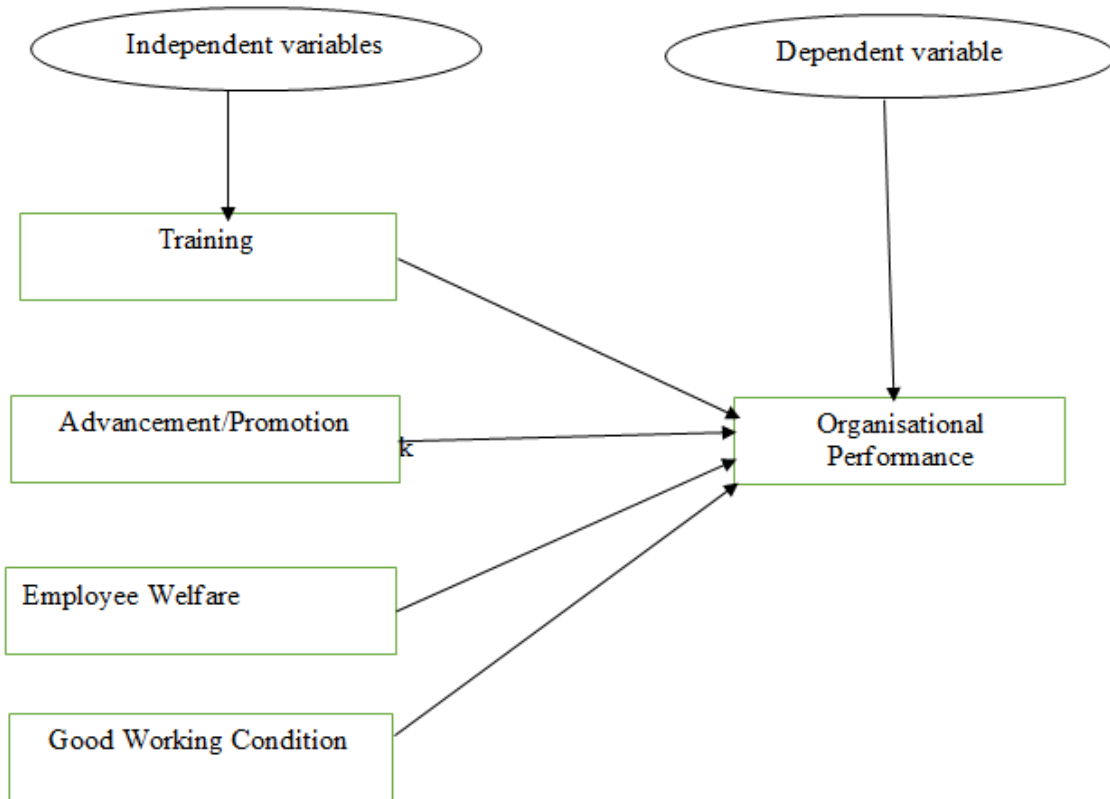 Independent variables
Dependent variable
Training
Advancement/Promotion
k
Organisational
Performance
Employee Welfare
Good Working Condition